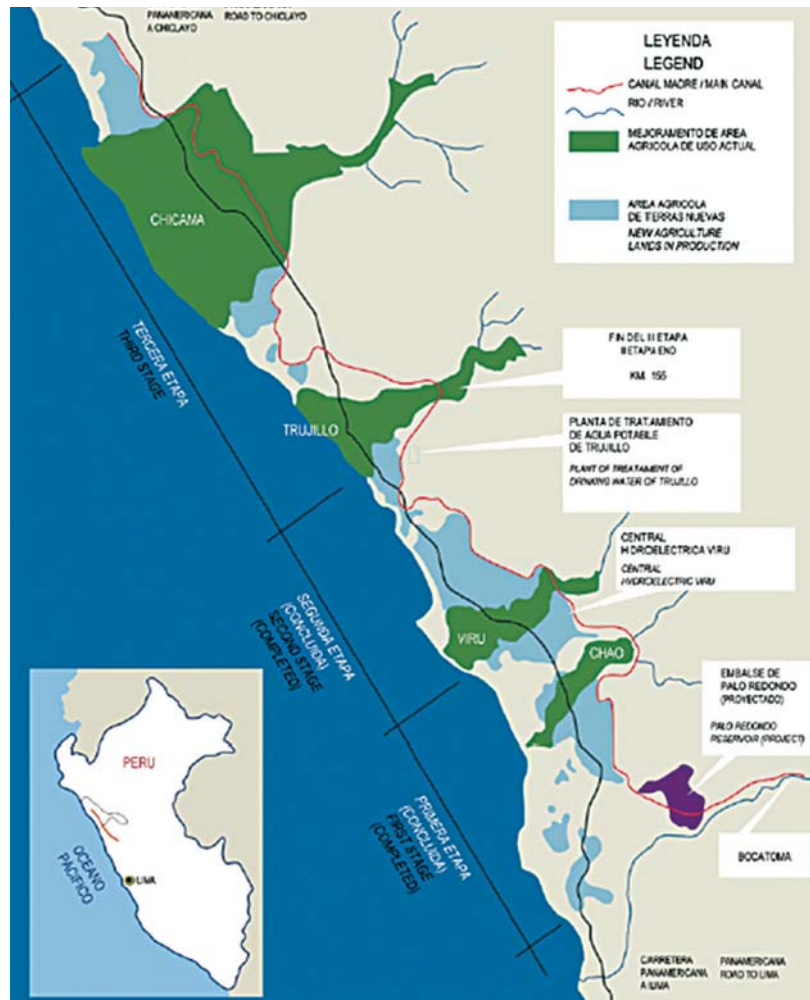 PANAMERICANA
A CHICLAYO
ROAD TO CHICLAYO
LEYENDA
LEGEND
CANAL MADRE / MAIN CANAL
RIO / RIVER
MEJORAMENTO DE AREA
AGRICOLA DE USO ACTUAL
AREA AGRICOLA
DE TIERRAS NUEVAS
NEW AGRICULTURE
LANDS IN PRODUCTION
CHICAMA
TERCERA ETAPA
THIRD STAGE
FIN DEL III ETAPA
III ETAPA END
KM. 155
TRUJILLO
PLANTA DE TRATAMIENTO
DE AGUA POTABLE
DE TRUJILLO
PLANT OF TREATAMENT OF
DRINKING WATER OF TRUJILLO
SEGUNDA ETAPA
(CONCLUIDA)
SECOND STAGE
(COMPLETED)
CENTRAL
HIDROELECTRICA VIRU
CENTRAL
HYDROELECTRIC VIRU
VIRU
CHAO
EMBALSE DE
PALO REDONDO
(PROYECTADO)
PALO REDONDO
RESERVOIR (PROJECT)
PRIMERA ETAPA
(CONCLUIDA)
FIRST STAGE
(COMPLETED)
BOCATOMA
PERU
LIMA
OCEANO
PACIFICO
CARRETERA
PANAMERICANA
A LIMA
PANAMERICANA
ROAD TO LIMA